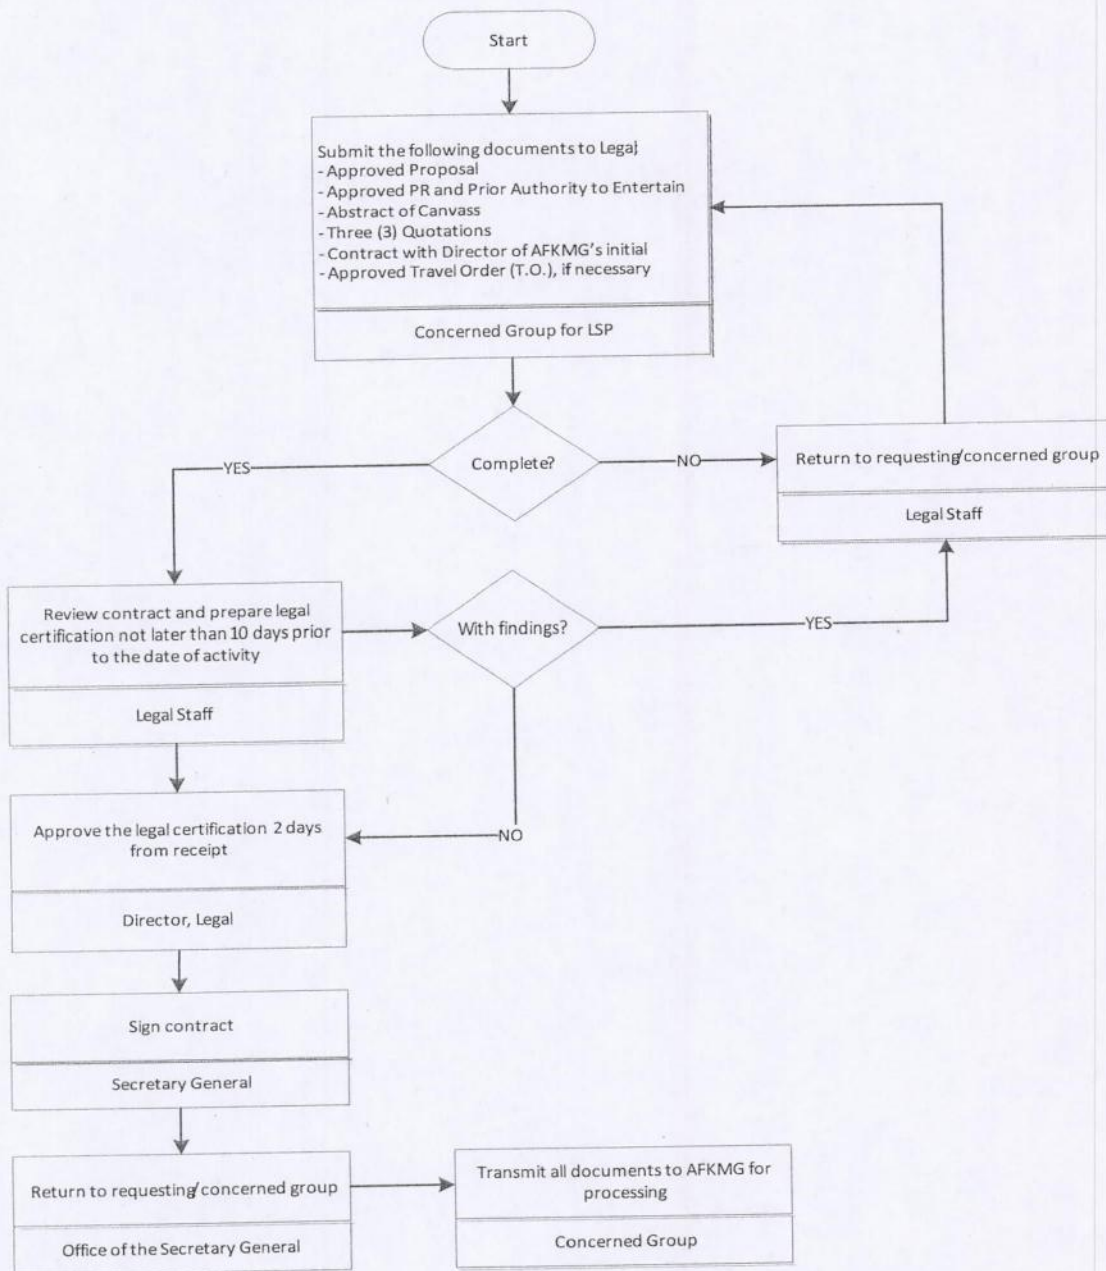 Start
Submit the following documents to Legal:
- Approved Proposal
- Approved PR and Prior Authority to Entertain
- Abstract of Canvass
- Three (3) Quotations
- Contract with Director of AFKMG's initial
- Approved Travel Order (T.O.), if necessary
Concerned Group for LSP
Complete?
YES
NO
Return to requesting/concerned group
Legal Staff
Review contract and prepare legal
certification not later than 10 days prior
to the date of activity
Legal Staff
With findings?
YES
NO
Approve the legal certification 2 days
from receipt
Director, Legal
Sign contract
Secretary General
Return to requesting/concerned group
Office of the Secretary General
Transmit all documents to AFKMG for
processing
Concerned Group